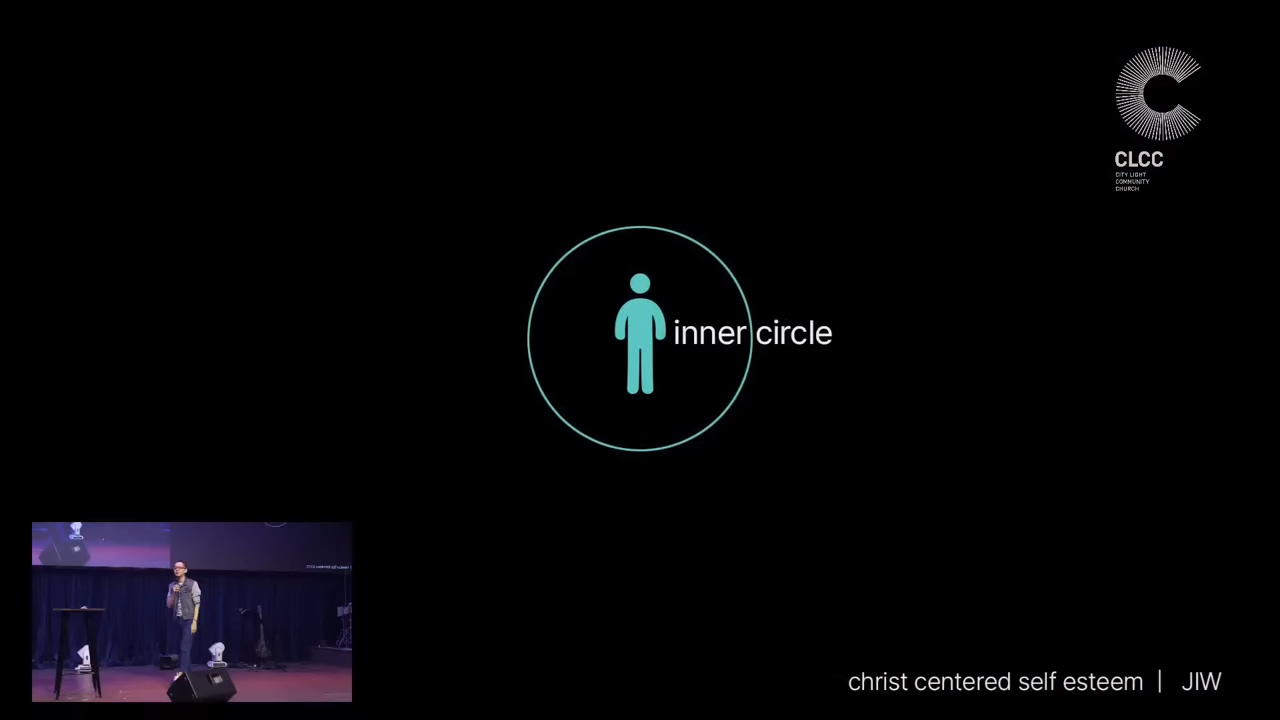 CLCC
CITY LIGHT
COMMUNITY
CHURCH
inner circle
christ centered self esteem | JIW